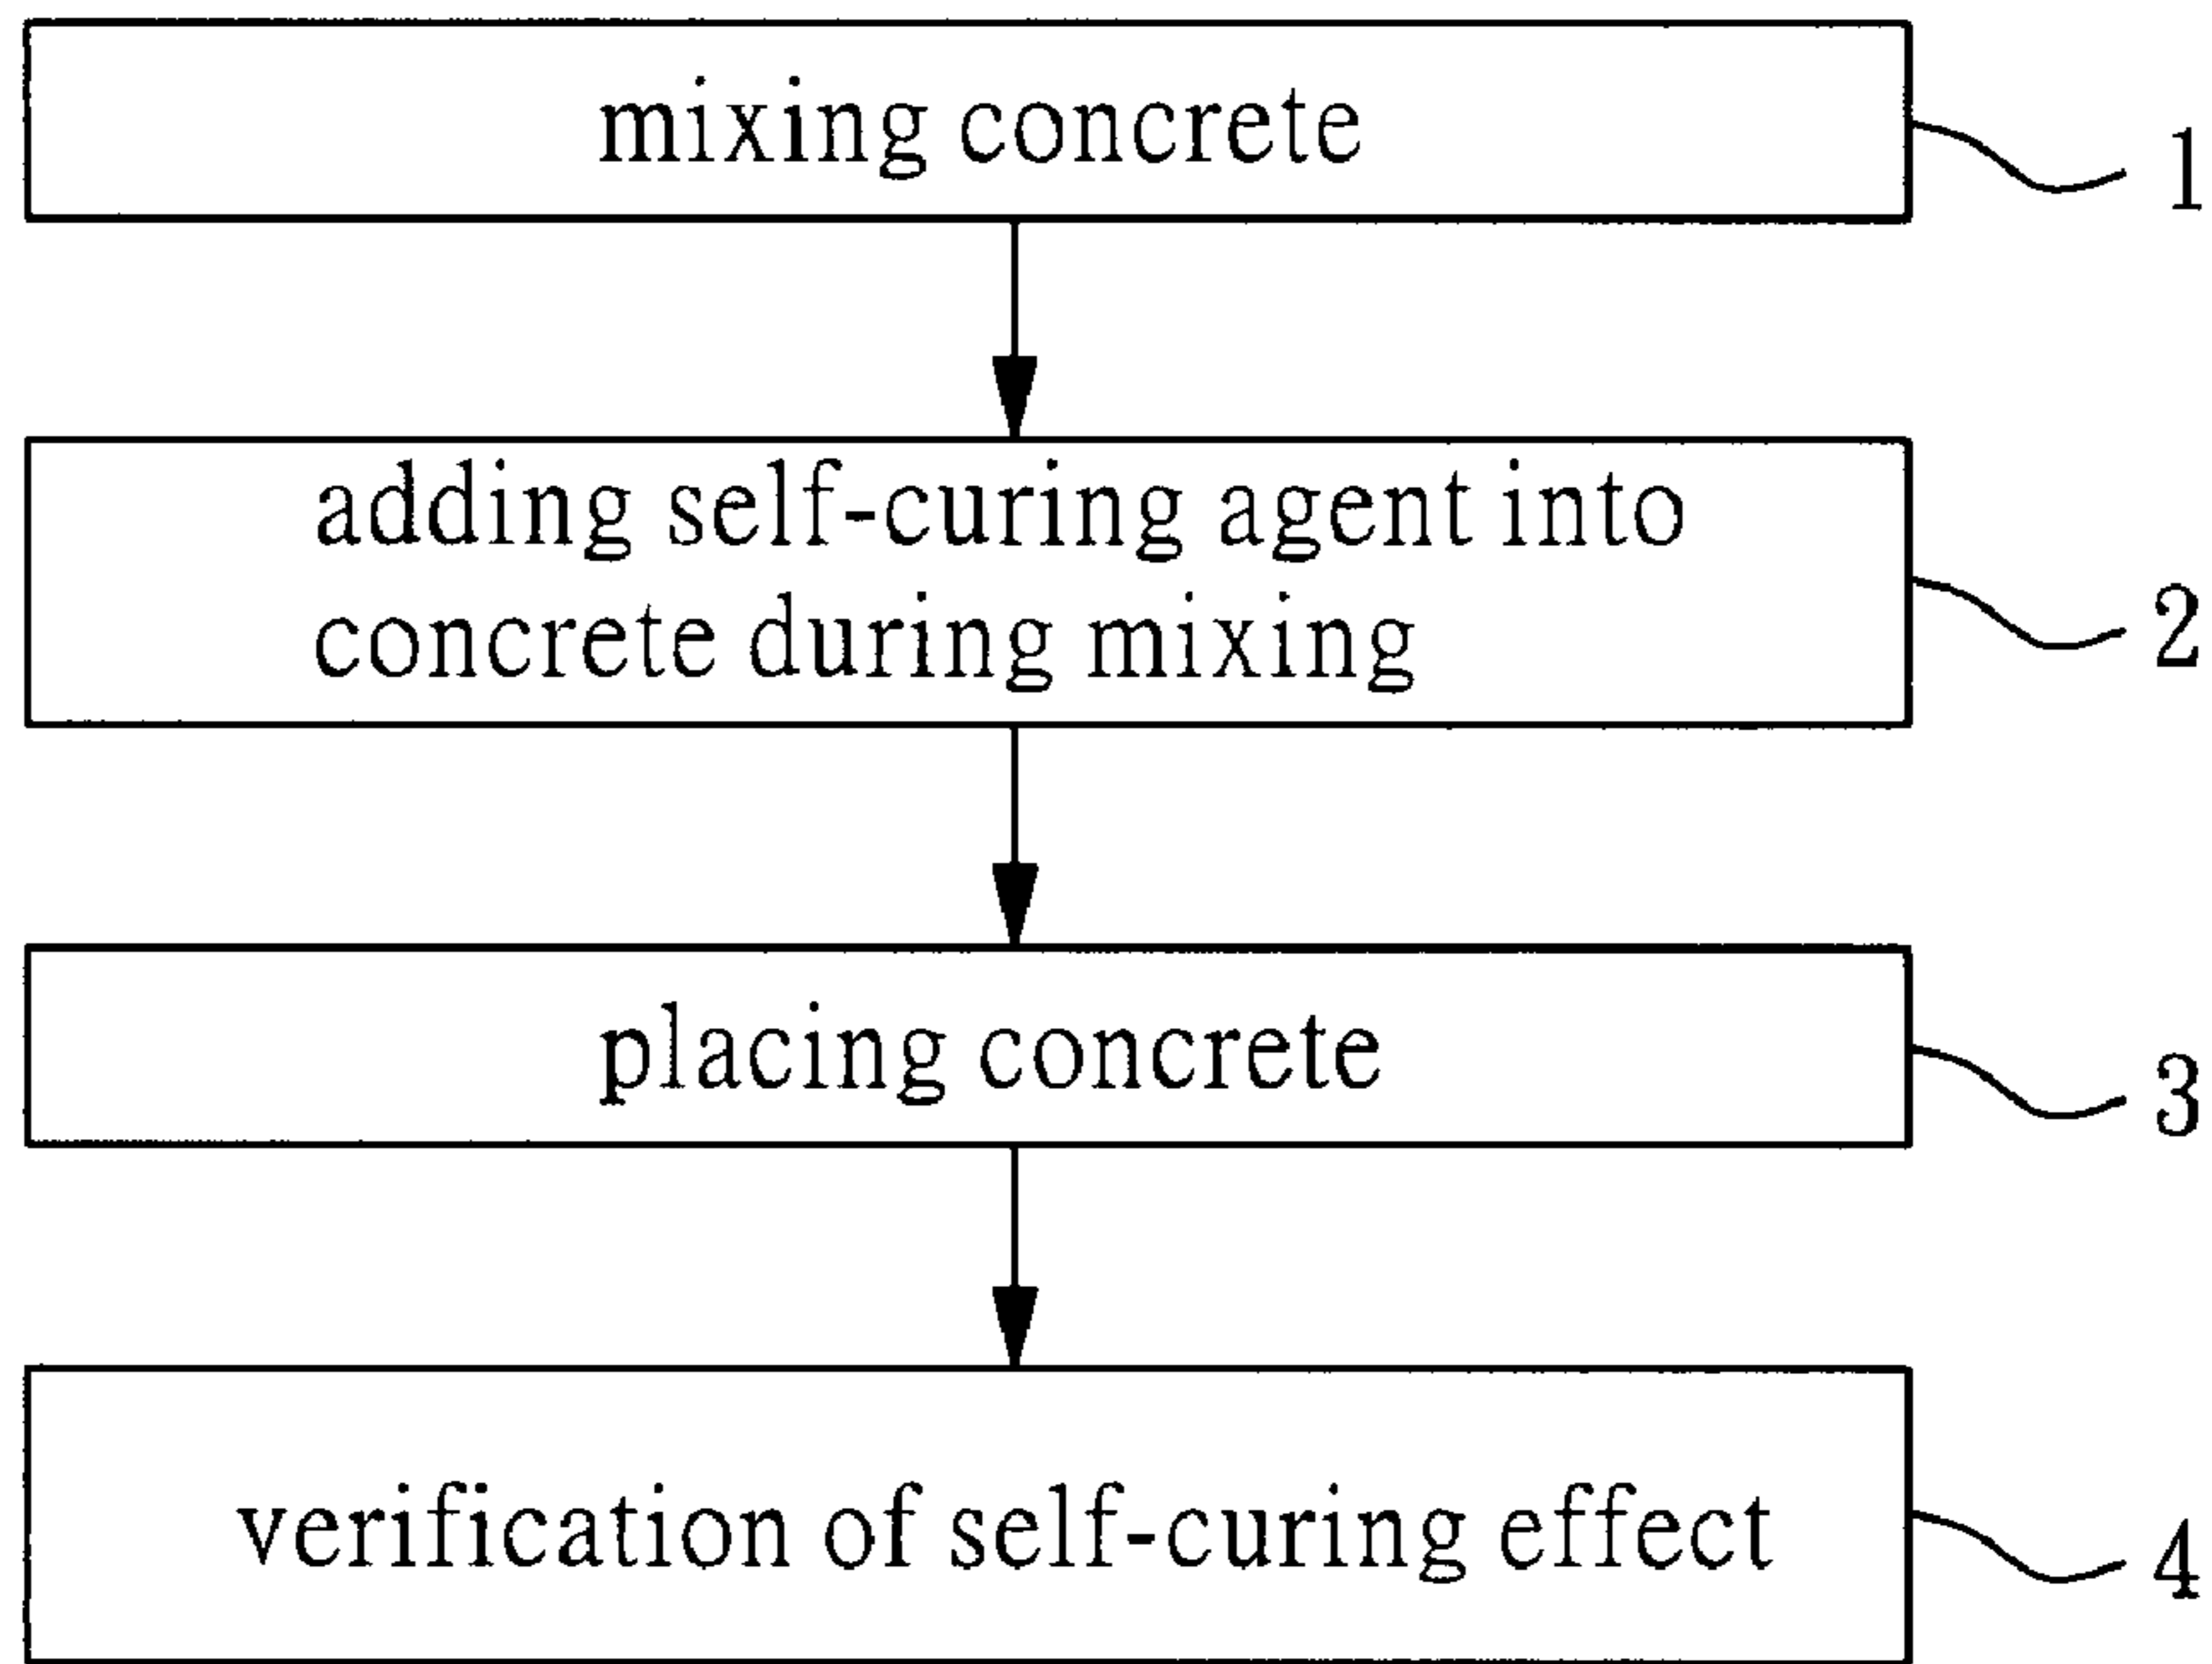 mixing concrete
1
adding self-curing agent into
concrete during mixing
2
placing concrete
3
verification of self-curing effect
4